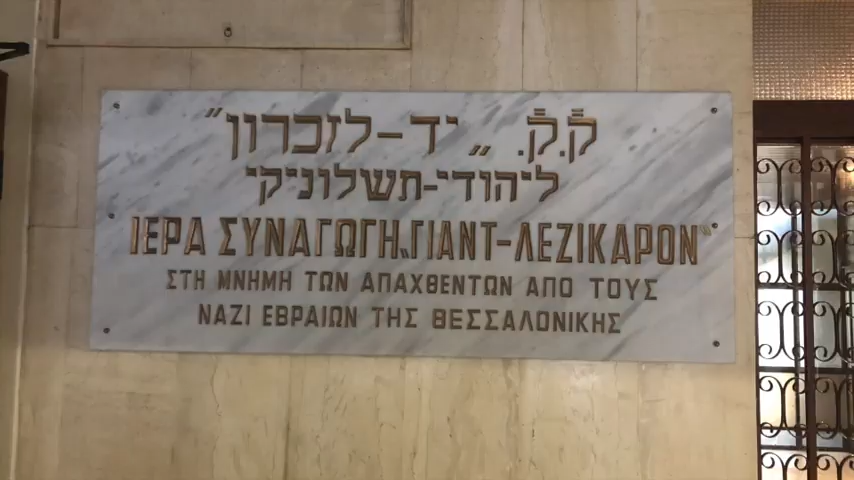 ק̄.ק̄. „יד-לזכרון"
ליהודי-תשלוניקי
ΙΕΡΑ ΣΥΝΑΓΩΓΗ „ΓΙΑΝΤ-ΛΕΖΙΚΑΡΟΝ"
ΣΤΗ ΜΝΗΜΗ ΤΩΝ ΑΠΑΧΘΕΝΤΩΝ ΑΠΟ ΤΟΥΣ
ΝΑΖΙ ΕΒΡΑΙΩΝ ΤΗΣ ΘΕΣΣΑΛΟΝΙΚΗΣ